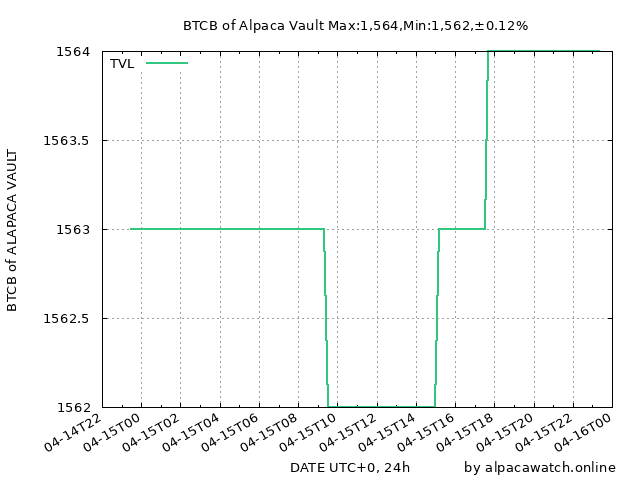 BTCB of Alpaca Vault Max:1,564,Min:1,562,±0.12%
TVL
BTCB of ALAPACA VAULT
1564
1563.5
1563
1562.5
1562
04-14T22
04-15T00
04-15T02
04-15T04
04-15T06
04-15T08
04-15T10
04-15T12
04-15T14
04-15T16
04-15T18
04-15T20
04-15T22
04-16T00
DATE UTC+0, 24h
by alpacawatch.online